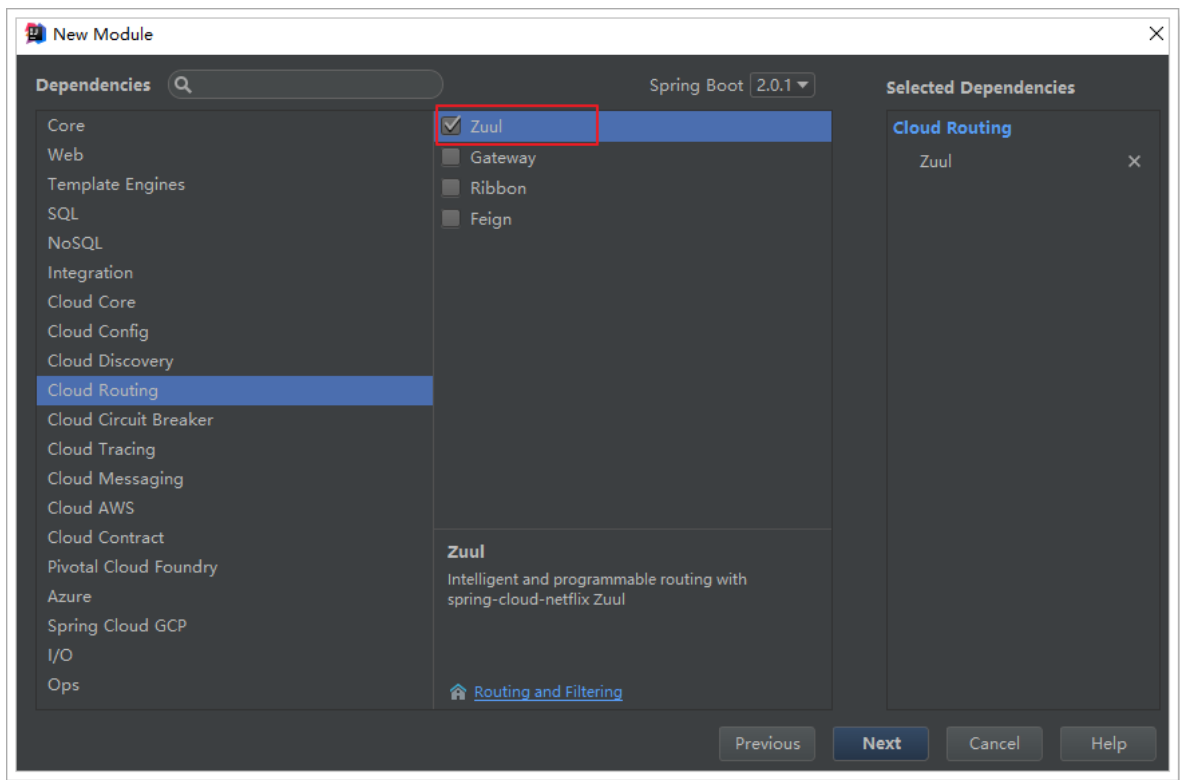 New Module
Dependencies
Spring Boot 2.0.1
Selected Dependencies
Core
Web
Template Engines
SQL
NoSQL
Integration
Cloud Core
Cloud Config
Cloud Discovery
Cloud Routing
Cloud Circuit Breaker
Cloud Tracing
Cloud Messaging
Cloud AWS
Cloud Contract
Pivotal Cloud Foundry
Azure
Spring Cloud GCP
I/O
Ops
Zuul
Gateway
Ribbon
Feign
Zuul
Intelligent and programmable routing with
spring-cloud-netflix Zuul
Routing and Filtering
Cloud Routing
Zuul
Previous
Next
Cancel
Help